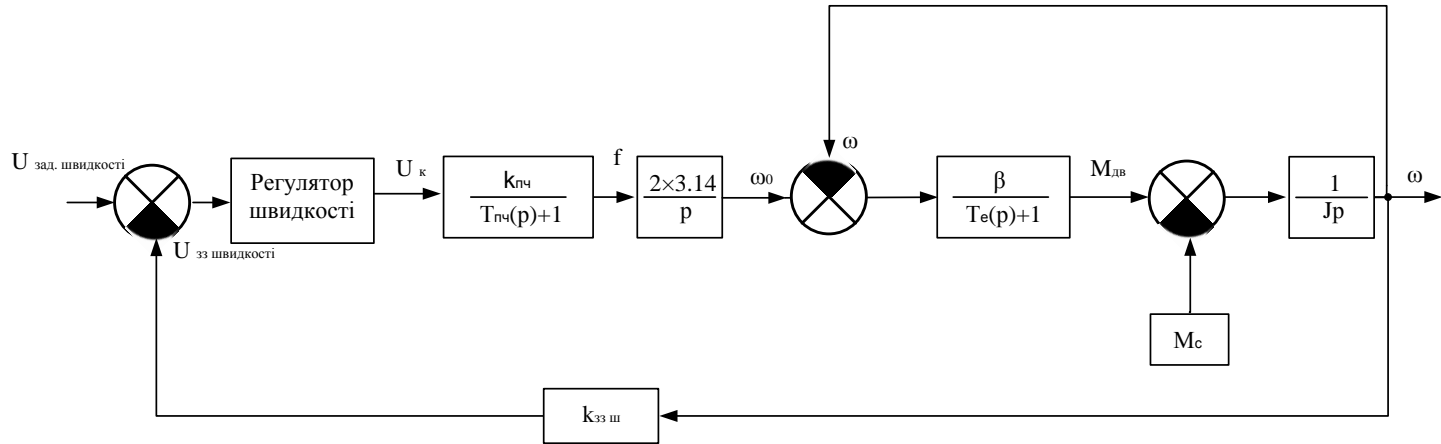 ω
U зад. швидкості
Регулятор
швидкості
U к
kпч
Tпч(p)+1
f
2×3.14
p
ω0
β
Te(p)+1
Mдв
1
Jp
ω
U зз швидкості
Mc
kзз ш